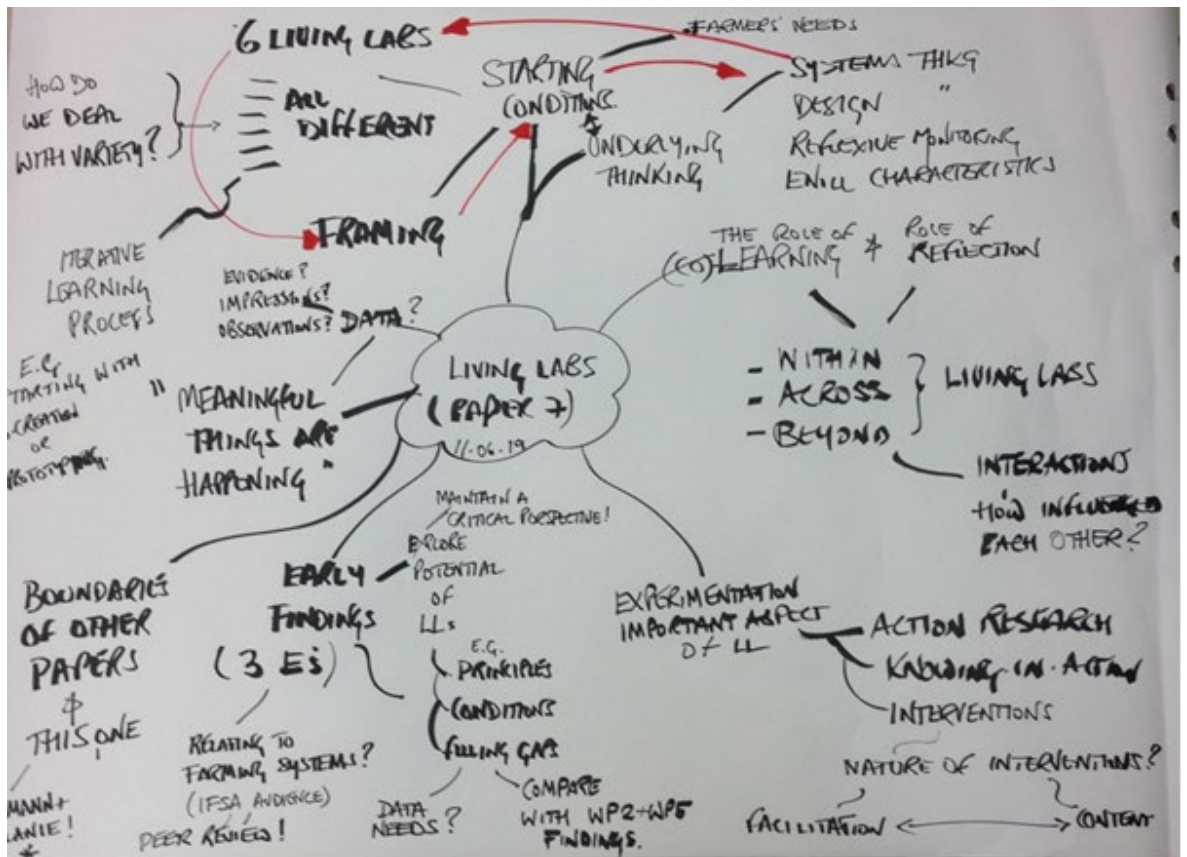 6 LIVING LABS
ALL
DIFFERENT
HOW DO
WE DEAL
WITH VARIETY?
ITERATIVE
LEARNING
PROCESS
E.G
STARTING WITH
CREATION
OR
PROTOTYPING.
FRAMING
STARTING
CONDITIONS.
FARMERS' NEEDS
&
UNDERLYING
THINKING
SYSTEMS THKG
DESIGN "
REFLEXIVE MONITORING
ENILL CHARACTERISTICS
THE ROLE OF
(CO)LEARNING &
ROLE OF
REFLECTION
- WITHIN
- ACROSS
- BEYOND
LIVING LABS
INTERACTIONS
HOW INFLUENCED
EACH OTHER?
EVIDENCE?
IMPRESSIONS?
OBSERVATIONS?
DATA?
LIVING LABS
(PAPER 7)
11.06.19
"MEANINGFUL
THINGS ARE
HAPPENING"
BOUNDARIES
OF OTHER
PAPERS
&
THIS ONE
MANN+
LANIE!
EARLY
FINDINGS
(3 Es)
RELATING TO
FARMING SYSTEMS?
(IFSA AUDIENCE)
PEER REVIEW!
MAINTAIN A
CRITICAL PERSPECTIVE!
EXPLORE
POTENTIAL
OF
LLs
E.G.
PRINCIPLES
CONDITIONS
FILLING GAPS
DATA
NEEDS?
COMPARE
WITH WP2+WP5
FINDINGS.
EXPERIMENTATION
IMPORTANT ASPECT
OF LL
ACTION RESEARCH
KNOWING-IN-ACTION
INTERVENTIONS
NATURE OF INTERVENTIONS?
FACILITATION
CONTENT